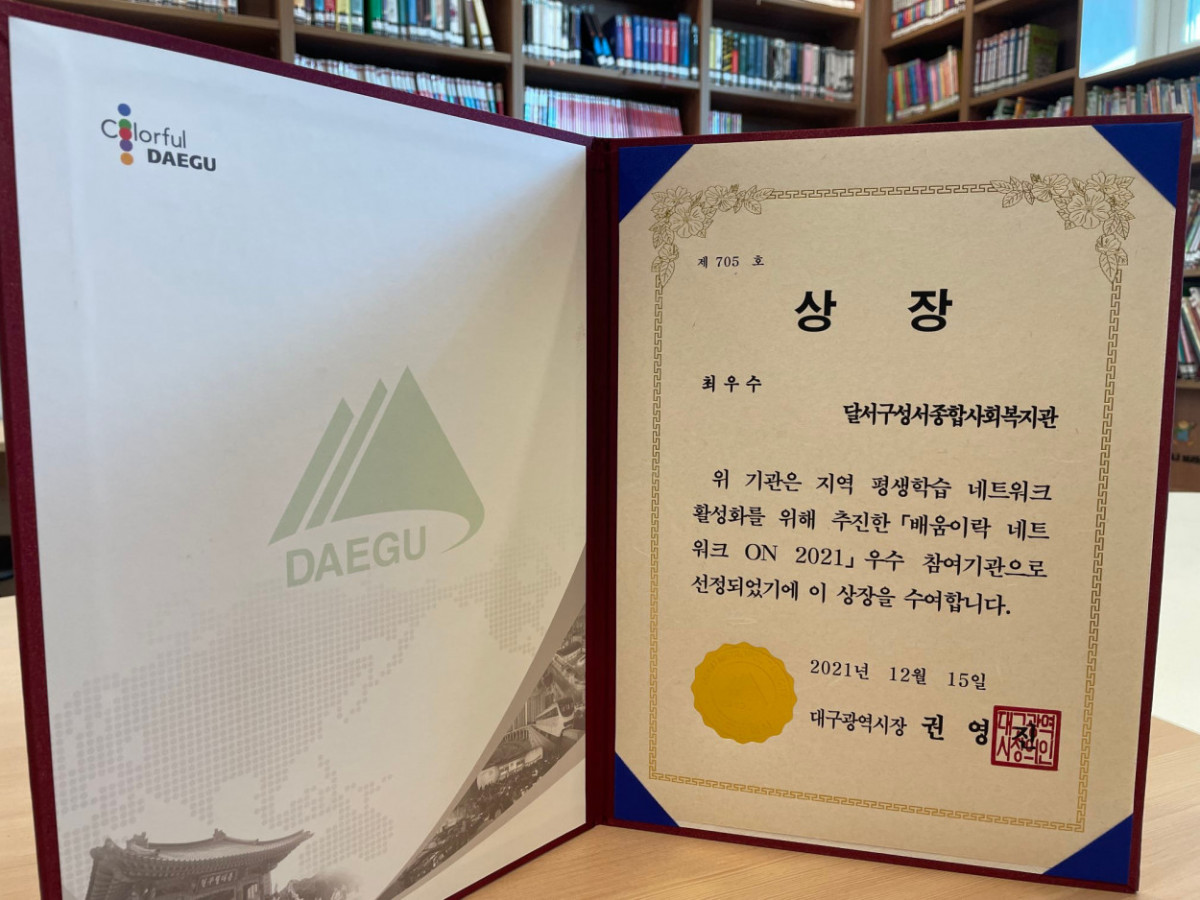 Colorful
DAEGU
DAEGU
제 705 호
상 장
최우수
달서구성서종합사회복지관
위 기관은 지역 평생학습 네트워크
활성화를 위해 추진한 「배움이락 네트
워크 ON 2021」 우수 참여기관으로
선정되었기에 이 상장을 수여합니다.
2021년 12월 15일
대구광역시장 권 영 진
대구광역
시장의인